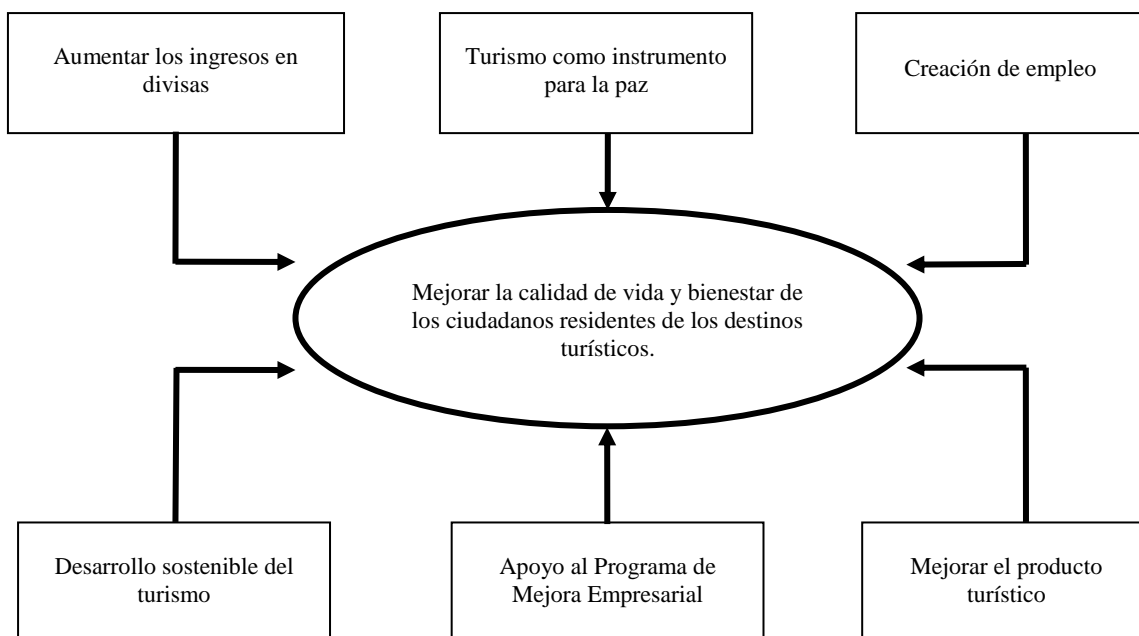 Aumentar los ingresos en
divisas
Turismo como instrumento
para la paz
Creación de empleo
Mejorar la calidad de vida y bienestar de
los ciudadanos residentes de los destinos
turísticos.
Desarrollo sostenible del
turismo
Apoyo al Programa de
Mejora Empresarial
Mejorar el producto
turístico